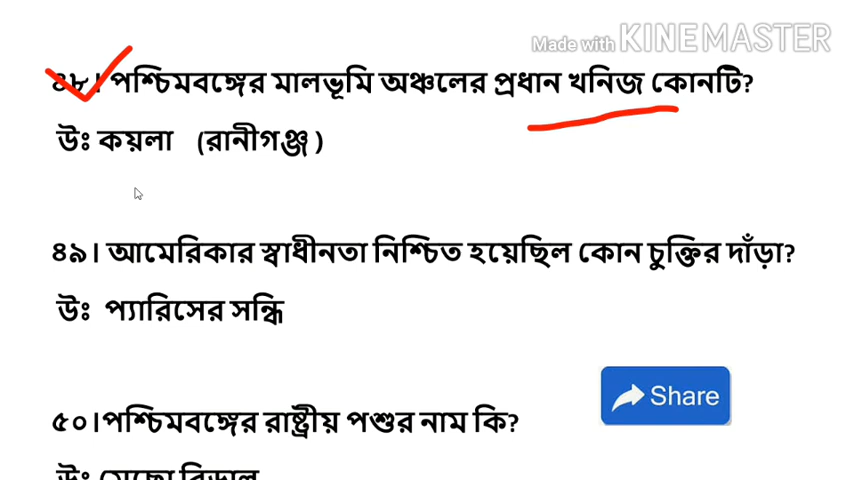 Made with KINEMASTER
৪৮। পশ্চিমবঙ্গের মালভূমি অঞ্চলের প্রধান খনিজ কোনটি?
উঃ কয়লা (রানীগঞ্জ)
৪৯। আমেরিকার স্বাধীনতা নিশ্চিত হয়েছিল কোন চুক্তির দাঁড়া?
উঃ প্যারিসের সন্ধি
Share
৫০।পশ্চিমবঙ্গের রাষ্ট্রীয় পশুর নাম কি?
উঃ মেছো বিড়াল